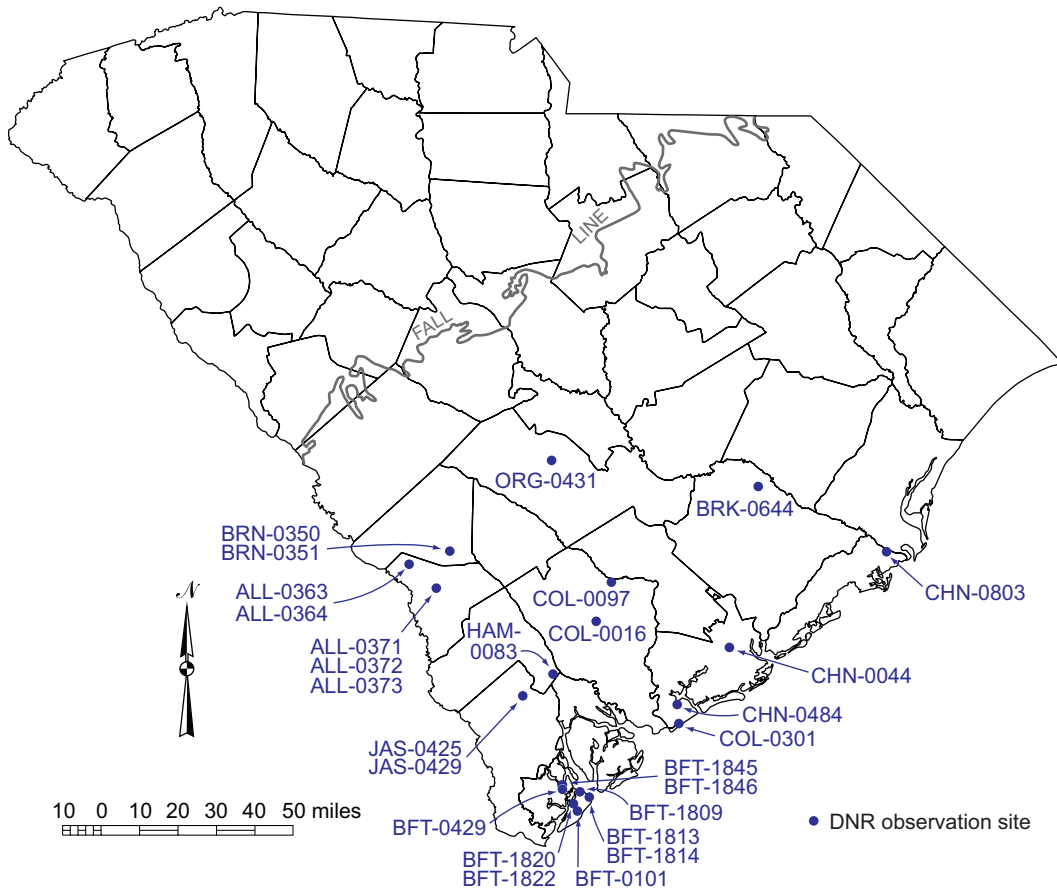 LINE
FALL
ORG-0431
BRK-0644
BRN-0350
BRN-0351
ALL-0363
ALL-0364
COL-0097
CHN-0803
COL-0016
HAM-
0083
ALL-0371
ALL-0372
ALL-0373
N
CHN-0044
CHN-0484
COL-0301
JAS-0425
JAS-0429
BFT-1845
BFT-1846
BFT-1809
BFT-0429
BFT-1813
BFT-1814
BFT-1820
BFT-1822
BFT-0101
10 0 10 20 30 40 50 miles
DNR observation site